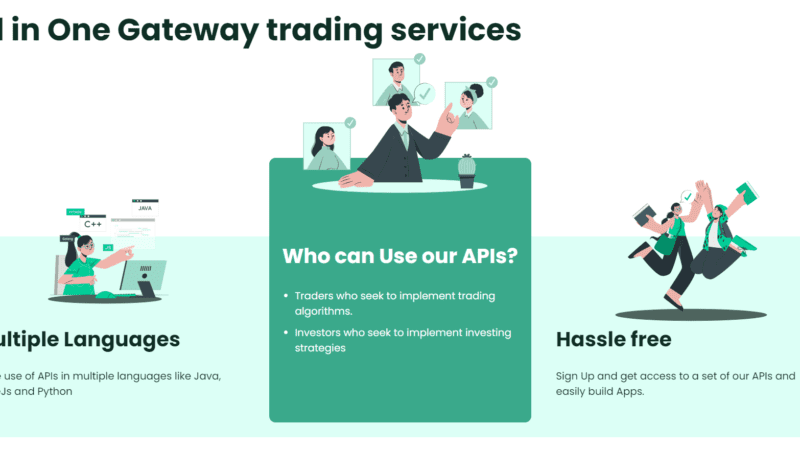 in One Gateway trading services
JAVA
C++
JS
Who can Use our APIs?
Traders who seek to implement trading
algorithms.
Investors who seek to implement investing
strategies
ultiple Languages
use of APIs in multiple languages like Java,
Js and Python
Hassle free
Sign Up and get access to a set of our APIs and
easily build Apps.